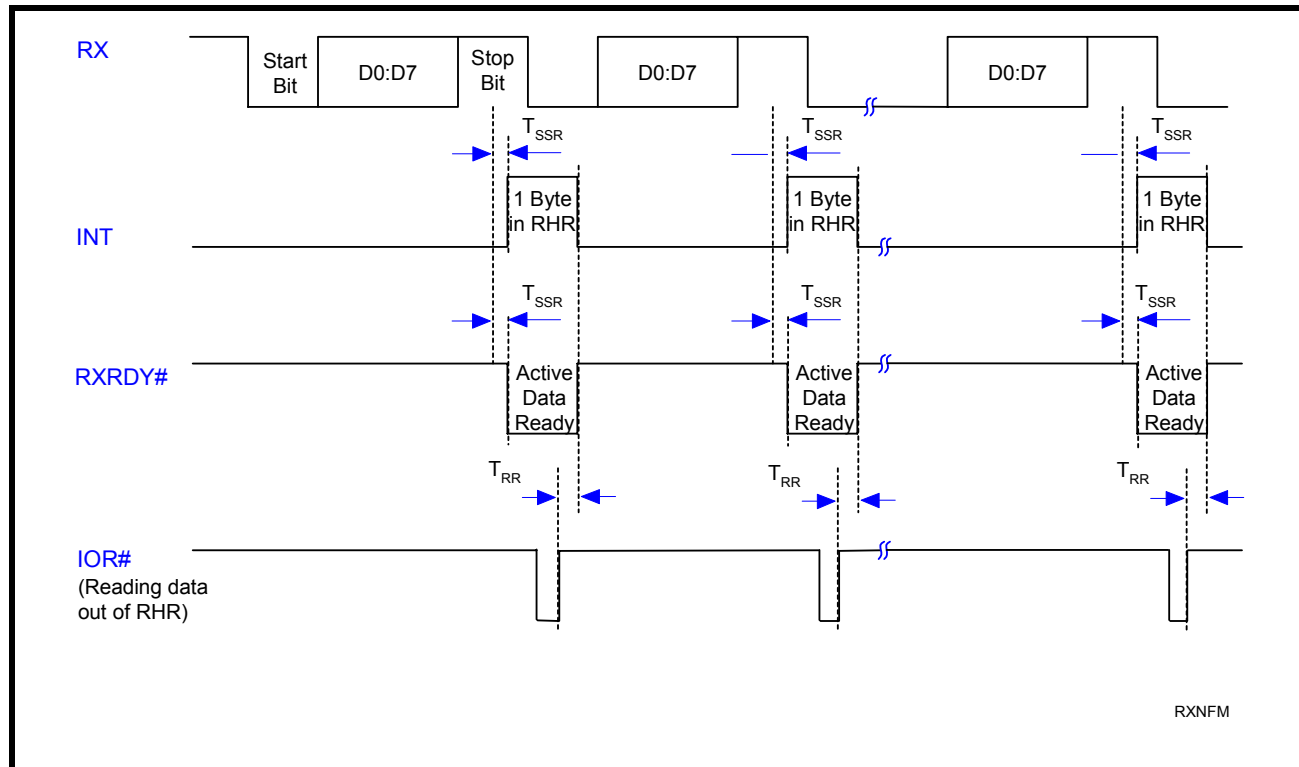 RX
Start
Bit
D0:D7
Stop
Bit
D0:D7
D0:D7
TSSR
TSSR
TSSR
INT
1 Byte
in RHR
1 Byte
in RHR
1 Byte
in RHR
TSSR
TSSR
TSSR
RXRDY#
Active
Data
Ready
Active
Data
Ready
Active
Data
Ready
TRR
TRR
TRR
IOR#
(Reading data
out of RHR)
RXNFM